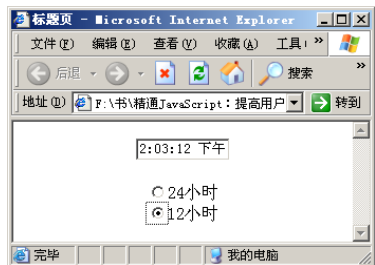 标题页 - Microsoft Internet Explorer
文件(F) 编辑(E) 查看(V) 收藏(A) 工具 »
后退 搜索 »
地址(D) F:\书\精通JavaScript：提高用户 转到
2:03:12 下午
24小时
12小时
完毕 我的电脑